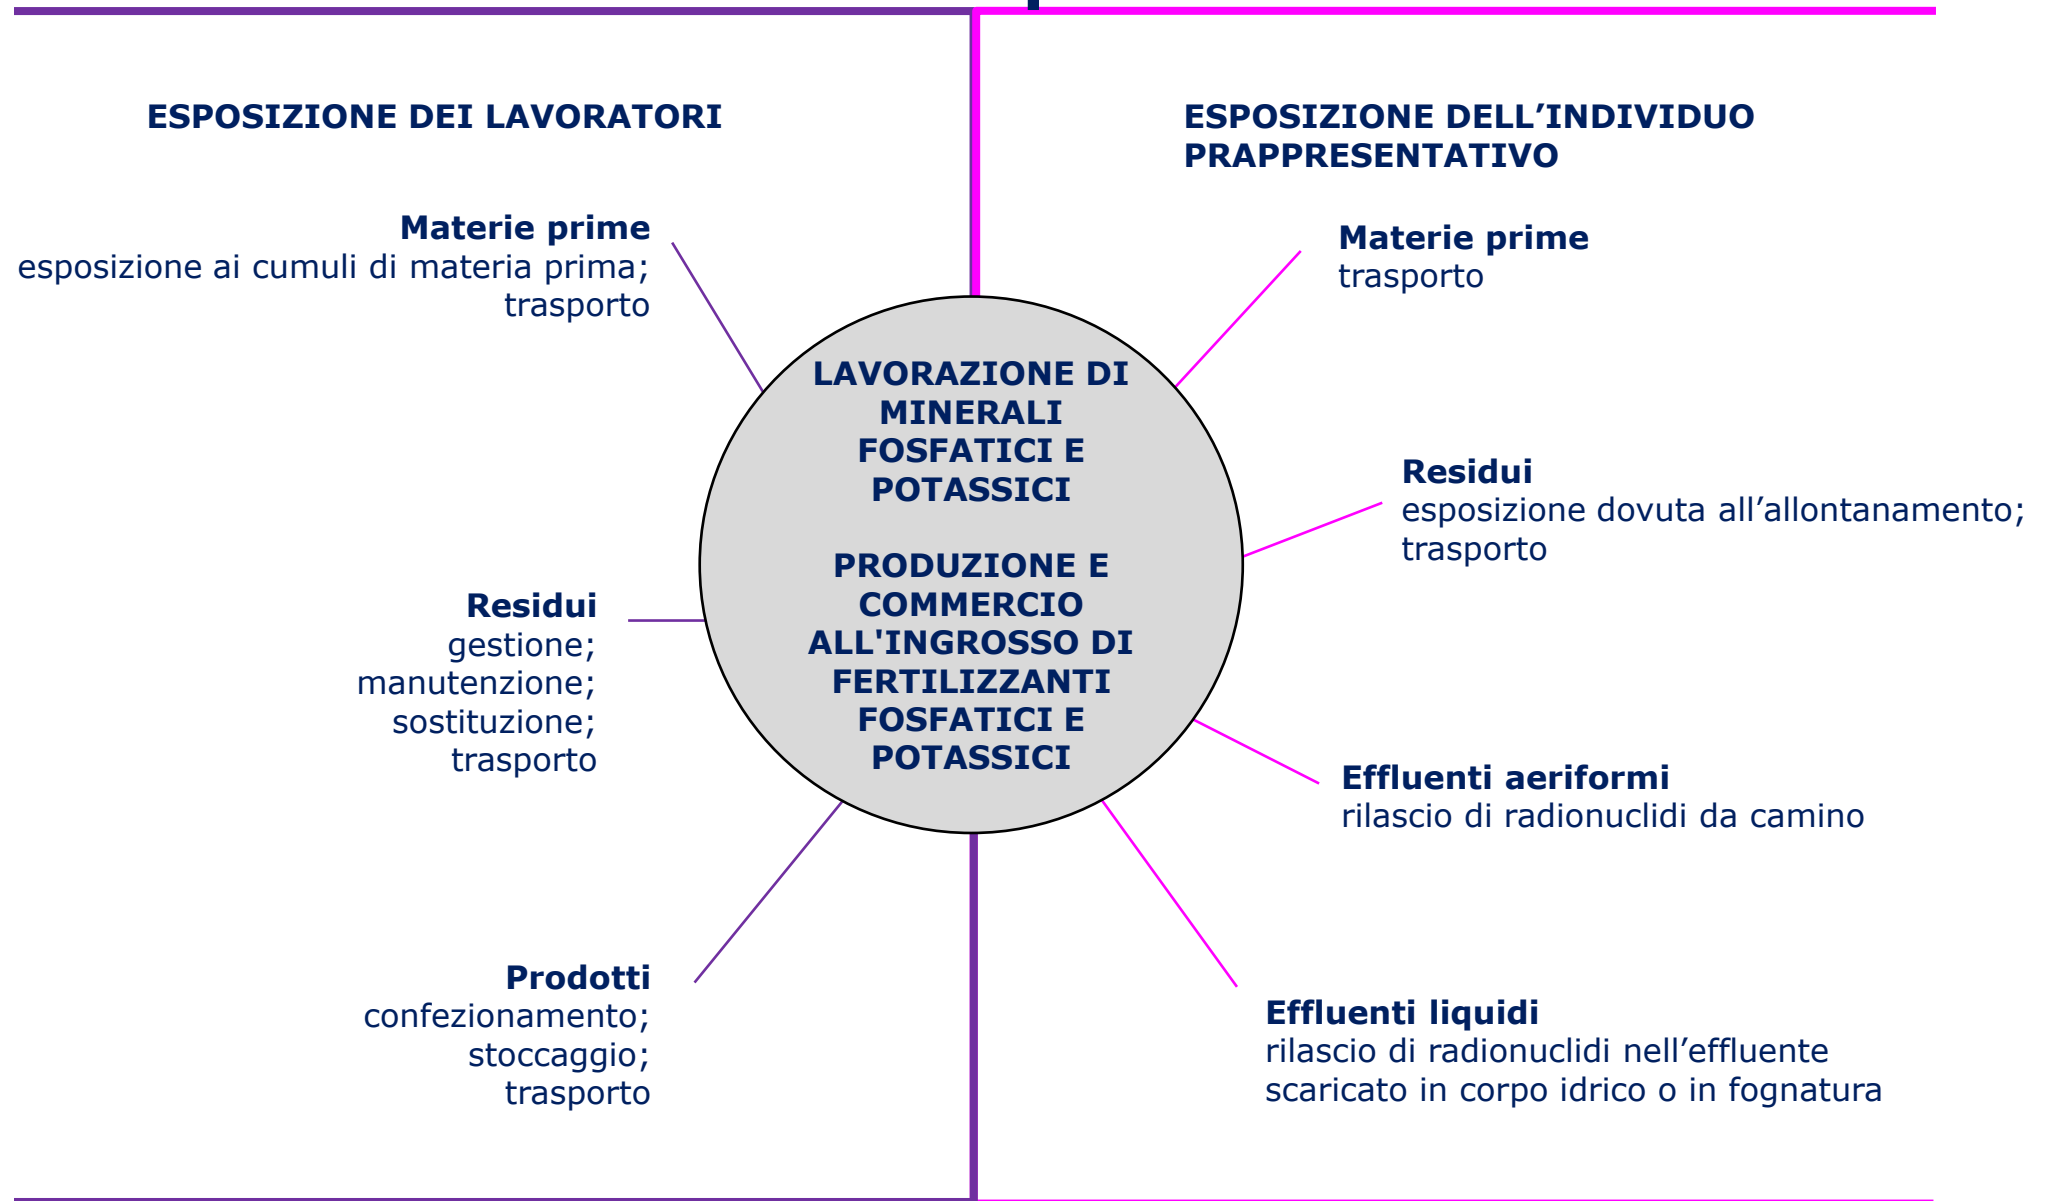 ESPOSIZIONE DEI LAVORATORI
Materie prime
esposizione ai cumuli di materia prima;
trasporto
Residui
gestione;
manutenzione;
sostituzione;
trasporto
Prodotti
confezionamento;
stoccaggio;
trasporto
LAVORAZIONE DI
MINERALI
FOSFATICI E
POTASSICI
PRODUZIONE E
COMMERCIO
ALL'INGROSSO DI
FERTILIZZANTI
FOSFATICI E
POTASSICI
ESPOSIZIONE DELL’INDIVIDUO
PRAPPRESENTATIVO
Materie prime
trasporto
Residui
esposizione dovuta all’allontanamento;
trasporto
Effluenti aeriformi
rilascio di radionuclidi da camino
Effluenti liquidi
rilascio di radionuclidi nell’effluente
scaricato in corpo idrico o in fognatura